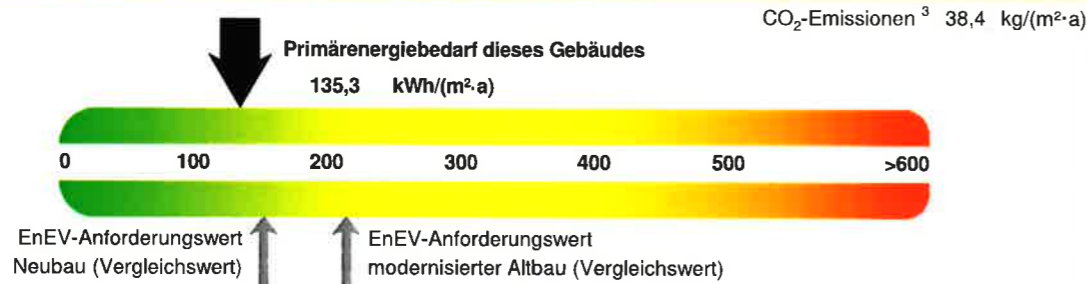 CO₂-Emissionen ³ 38,4 kg/(m²·a)
Primärenergiebedarf dieses Gebäudes
135,3 kWh/(m²·a)
0 100 200 300 400 500 >600
EnEV-Anforderungswert
Neubau (Vergleichswert)
EnEV-Anforderungswert
modernisierter Altbau (Vergleichswert)